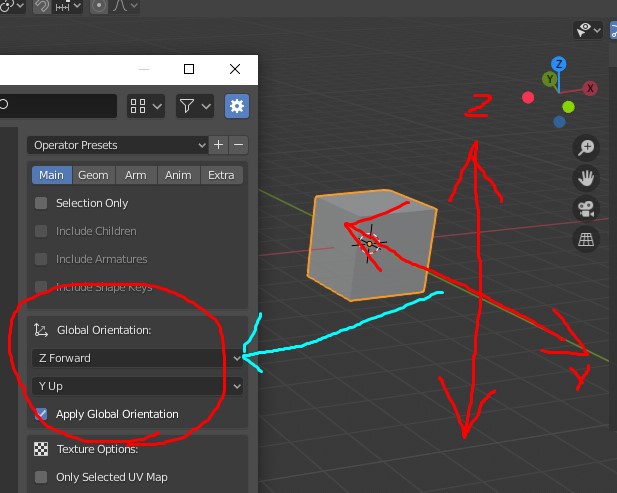 Operator Presets
Main Geom Arm Anim Extra
Selection Only
Include Children
Include Armatures
Include Shape Keys
Global Orientation:
Z Forward
Y Up
Apply Global Orientation
Texture Options:
Only Selected UV Map
Z
Y
X
Z
Y